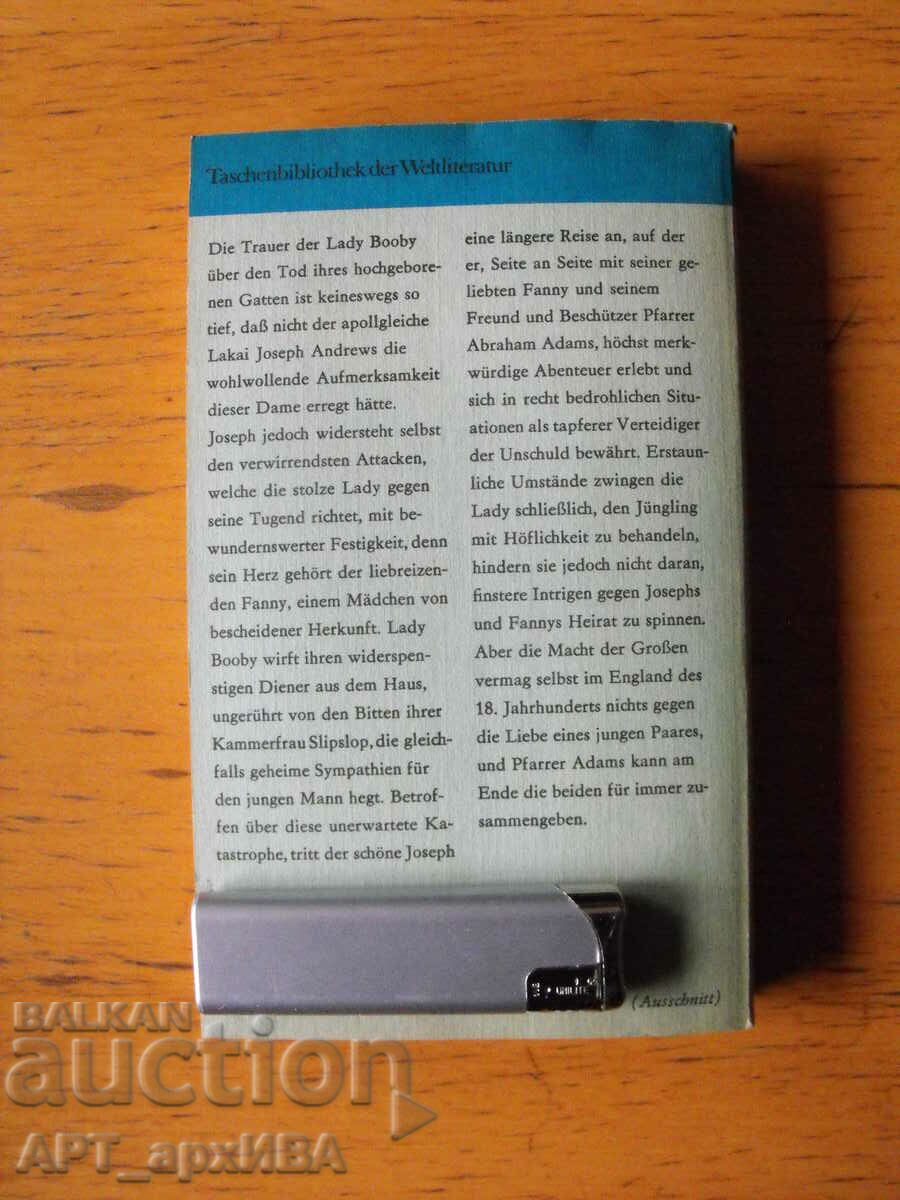 Taschenbibliothek der Weltliteratur
Die Trauer der Lady Booby
über den Tod ihres hochgebore-
nen Gatten ist keineswegs so
tief, daß nicht der apollgleiche
Lakai Joseph Andrews die
wohlwollende Aufmerksamkeit
dieser Dame erregt hätte.
Joseph jedoch widersteht selbst
den verwirrendsten Attacken,
welche die stolze Lady gegen
seine Tugend richtet, mit be-
wundernswerter Festigkeit, denn
sein Herz gehört der liebreizen-
den Fanny, einem Mädchen von
bescheidener Herkunft. Lady
Booby wirft ihren widerspen-
stigen Diener aus dem Haus,
ungerührt von den Bitten ihrer
Kammerfrau Slipslop, die gleich-
falls geheime Sympathien für
den jungen Mann hegt. Betrof-
fen über diese unerwartete Ka-
tastrophe, tritt der schöne Joseph
eine längere Reise an, auf der
er, Seite an Seite mit seiner ge-
liebten Fanny und seinem
Freund und Beschützer Pfarrer
Abraham Adams, höchst merk-
würdige Abenteuer erlebt und
sich in recht bedrohlichen Situ-
ationen als tapferer Verteidiger
der Unschuld bewährt. Erstaun-
liche Umstände zwingen die
Lady schließlich, den Jüngling
mit Höflichkeit zu behandeln,
hindern sie jedoch nicht daran,
finstere Intrigen gegen Josephs
und Fannys Heirat zu spinnen.
Aber die Macht der Großen
vermag selbst im England des
18. Jahrhunderts nichts gegen
die Liebe eines jungen Paares,
und Pfarrer Adams kann am
Ende die beiden für immer zu-
sammengeben.
(Ausschnitt)
BALKAN
auction
АРТ_архИВА